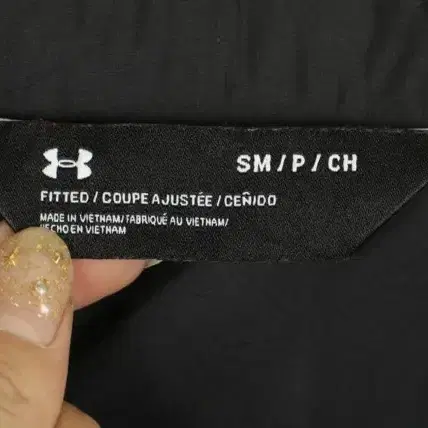 SM / P / CH
FITTED / COUPE AJUSTÉE / CEÑIDO
MADE IN VIETNAM/FABRIQUÉ AU VIETNAM/
HECHO EN VIETNAM